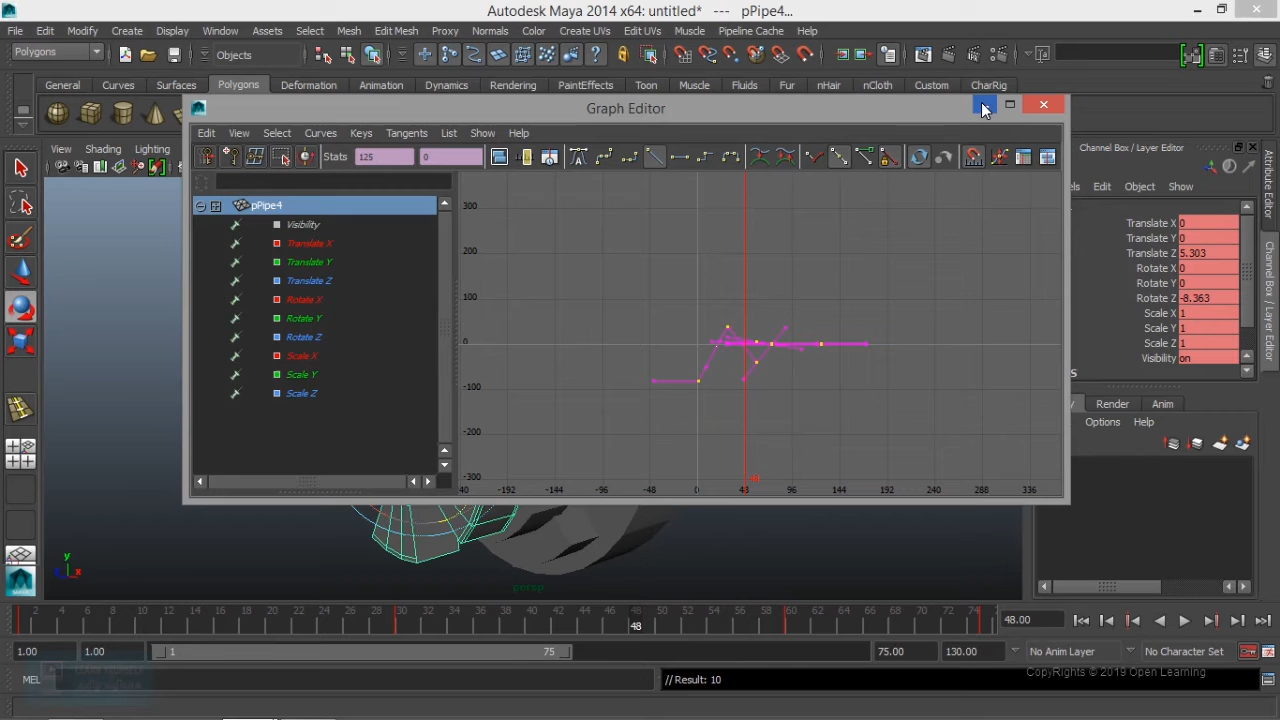 Autodesk Maya 2014 x64: untitled* --- pPipe4...
File Edit Modify Create Display Window Assets Select Mesh Edit Mesh Proxy Normals Color Create UVs Edit UVs Muscle Pipeline Cache Help
Polygons Objects
General Curves Surfaces Polygons Deformation Animation Dynamics Rendering PaintEffects Toon Muscle Fluids Fur nHair nCloth Custom CharRig
Graph Editor
Edit View Select Curves Keys Tangents List Show Help
View Shading Lighting
Channel Box / Layer Editor
Stats 125 0
Edit Object Show
pPipe4
Visibility
Translate X
Translate Y
Translate Z
Rotate X
Rotate Y
Rotate Z
Scale X
Scale Y
Scale Z
300
200
100
0
-100
-200
-300
40 -192 -144 -96 -48 0 48 96 144 192 240 288 336
Translate X 0
Translate Y 0
Translate Z 5.303
Rotate X 0
Rotate Y 0
Rotate Z -8.363
Scale X 1
Scale Y 1
Scale Z 1
Visibility on
Render Anim
Options Help
Attribute Editor
Channel Box / Layer Editor
y
x
persp
2 4 6 8 10 12 14 16 18 20 22 24 26 28 30 32 34 36 38 40 42 44 46 48 50 52 54 56 58 60 62 64 66 68 70 72 74
48
48.00
1.00 1.00 1 75 75.00 130.00 No Anim Layer No Character Set
MEL // Result: 10
CopyRights © 2019 Open Learning